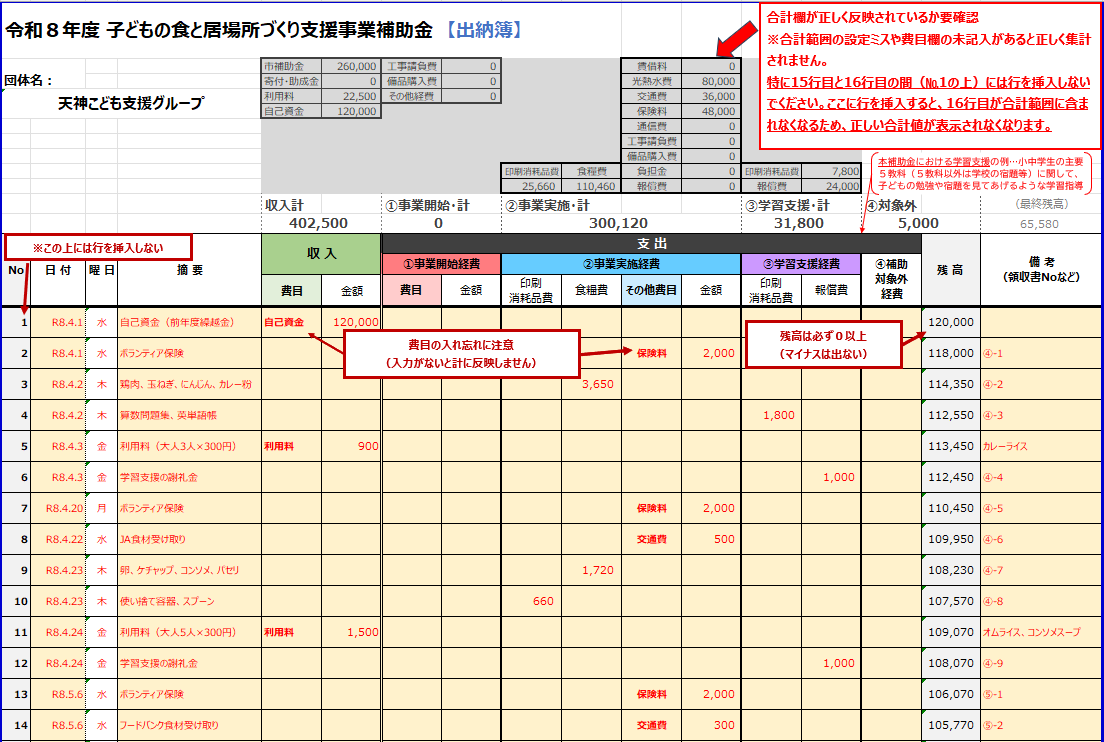 令和８年度 子どもの食と居場所づくり支援事業補助金 【出納簿】
団体名：
天神こども支援グループ
市補助金 260,000 工事請負費 0
寄付・助成金 0 備品購入費 0
利用料 22,500 その他経費 0
自己資金 120,000
賃借料 0
光熱水費 80,000
交通費 36,000
保険料 48,000
通信費 0
工事請負費 0
備品購入費 0
印刷消耗品費 食糧費 負担金 0 印刷消耗品費 7,800
25,660 110,460 報償費 0 報償費 24,000
合計欄が正しく反映されているか要確認
※合計範囲の設定ミスや費目欄の未記入があると正しく集計
されません。
特に15行目と16行目の間（№1の上）には行を挿入しない
でください。ここに行を挿入すると、16行目が合計範囲に含ま
れなくなるため、正しい合計値が表示されなくなります。
本補助金における学習支援の例…小中学生の主要
５教科（５教科以外は学校の宿題等）に関して、
子どもの勉強や宿題を見てあげるような学習指導
収入計 ①事業開始・計 ②事業実施・計 ③学習支援・計 ④対象外 （最終残高）
402,500 0 300,120 31,800 5,000 65,580
※この上には行を挿入しない
No 日 付 曜 日 摘 要 収 入 支 出 残 高 備 考
（領収書Noなど）
①事業開始経費 ②事業実施経費 ③学習支援経費 ④補助
対象外
経費
費目 金額 費目 金額 印刷
消耗品費 食糧費 その他費目 金額 印刷
消耗品費 報償費
1 R8.4.1 水 自己資金（前年度繰越金） 自己資金 120,000 120,000
2 R8.4.1 水 ボランティア保険 保険料 2,000 118,000 ④-1
費目の入れ忘れに注意
（入力がないと計に反映しません）
残高は必ず０以上
（マイナスは出ない）
3 R8.4.2 木 鶏肉、玉ねぎ、にんじん、カレー粉 3,650 114,350 ④-2
4 R8.4.2 木 算数問題集、英単語帳 1,800 112,550 ④-3
5 R8.4.3 金 利用料（大人3人×300円） 利用料 900 113,450 カレーライス
6 R8.4.3 金 学習支援の謝礼金 1,000 112,450 ④-4
7 R8.4.20 月 ボランティア保険 保険料 2,000 110,450 ④-5
8 R8.4.22 水 JA食材受け取り 交通費 500 109,950 ④-6
9 R8.4.23 木 卵、ケチャップ、コンソメ、パセリ 1,720 108,230 ④-7
10 R8.4.23 木 使い捨て容器、スプーン 660 107,570 ④-8
11 R8.4.24 金 利用料（大人5人×300円） 利用料 1,500 109,070 オムライス、コンソメスープ
12 R8.4.24 金 学習支援の謝礼金 1,000 108,070 ④-9
13 R8.5.6 水 ボランティア保険 保険料 2,000 106,070 ⑤-1
14 R8.5.6 水 フードバンク食材受け取り 交通費 300 105,770 ⑤-2